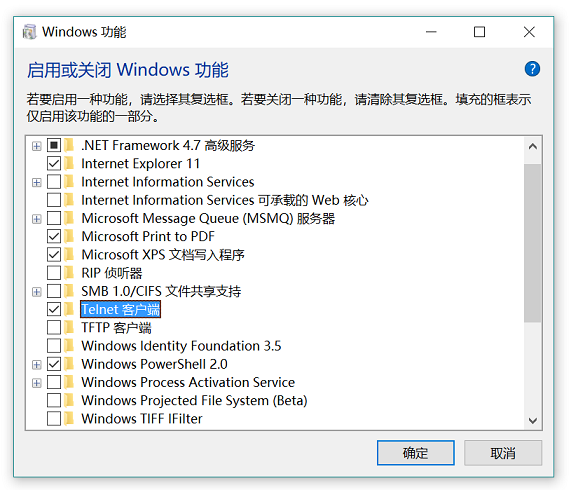 Windows 功能
启用或关闭 Windows 功能
若要启用一种功能，请选择其复选框。若要关闭一种功能，请清除其复选框。填充的框表示
仅启用该功能的一部分。
.NET Framework 4.7 高级服务
Internet Explorer 11
Internet Information Services
Internet Information Services 可承载的 Web 核心
Microsoft Message Queue (MSMQ) 服务器
Microsoft Print to PDF
Microsoft XPS 文档写入程序
RIP 侦听器
SMB 1.0/CIFS 文件共享支持
Telnet 客户端
TFTP 客户端
Windows Identity Foundation 3.5
Windows PowerShell 2.0
Windows Process Activation Service
Windows Projected File System (Beta)
Windows TIFF IFilter
确定
取消